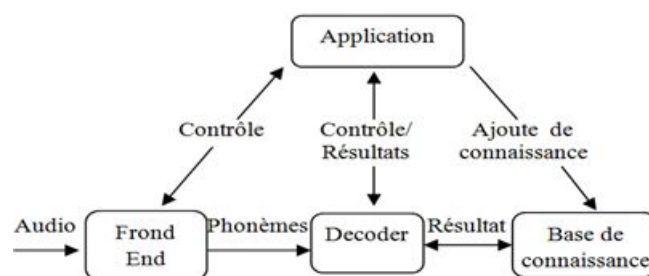 Application
Contrôle
Contrôle/
Résultats
Ajoute de
connaissance
Audio
Frond
End
Phonèmes
Decoder
Résultat
Base de
connaissance